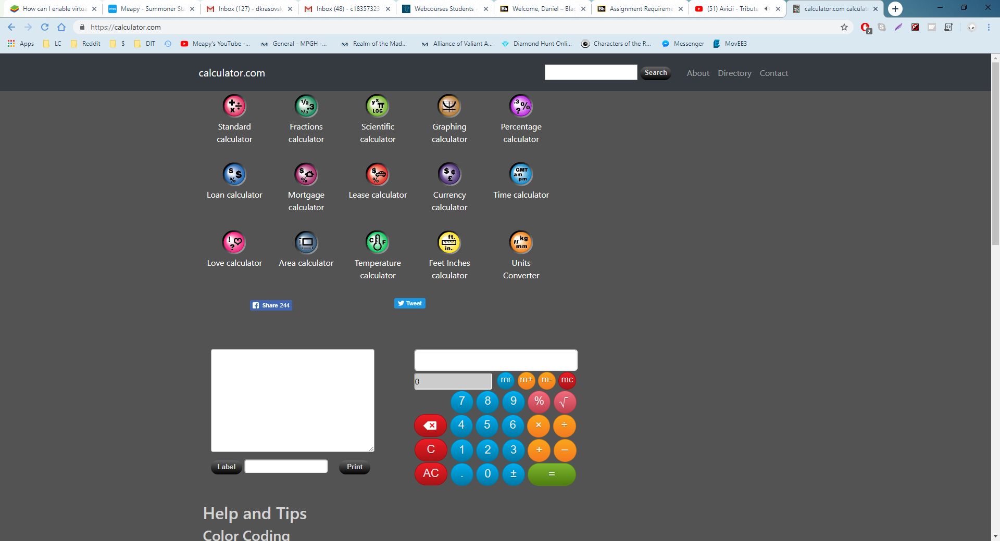 How can I enable virtua
Meapy - Summoner Sta
Inbox (127) - dkrasovsk
Inbox (48) - c1835732
Webcourses Students -
Welcome, Daniel – Blac
Assignment Requireme
(51) Avicii - Tribute
calculator.com calculat
https://calculator.com
2
Apps
LC
Reddit
$
DIT
Meapy's YouTube -...
General - MPGH -...
Realm of the Mad...
Alliance of Valiant A...
Diamond Hunt Onli...
Characters of the R...
Messenger
MovEE3
calculator.com
Search
About
Directory
Contact
Standard
calculator
Fractions
calculator
Scientific
calculator
Graphing
calculator
Percentage
calculator
Loan calculator
Mortgage
calculator
Lease calculator
Currency
calculator
Time calculator
Love calculator
Area calculator
Temperature
calculator
Feet Inches
calculator
Units
Converter
Share 244
Tweet
0
mr
m+
m-
mc
7
8
9
%
√
4
5
6
×
÷
C
1
2
3
+
–
AC
.
0
±
=
Label
Print
Help and Tips
Color Coding